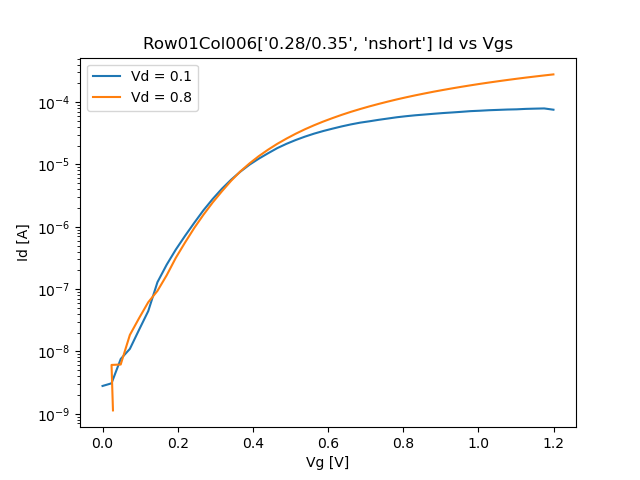 Row01Col006['0.28/0.35', 'nshort'] Id vs Vgs
Vd = 0.1
Vd = 0.8
Id [A]
10⁻⁴
10⁻⁵
10⁻⁶
10⁻⁷
10⁻⁸
10⁻⁹
0.0 0.2 0.4 0.6 0.8 1.0 1.2
Vg [V]